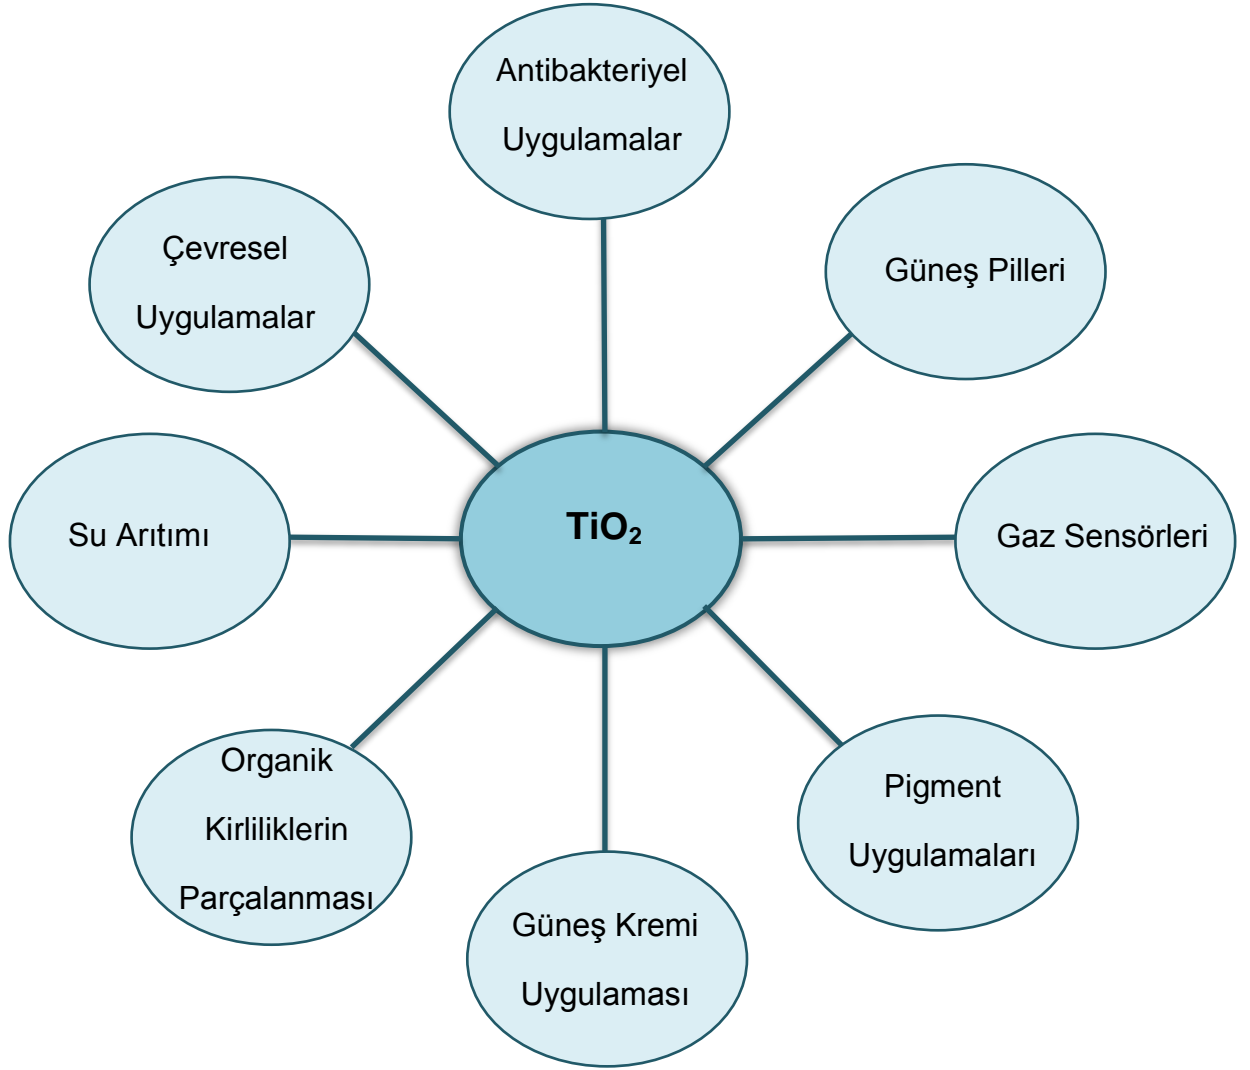 Antibakteriyel
Uygulamalar
Güneş Pilleri
Gaz Sensörleri
Pigment
Uygulamaları
Güneş Kremi
Uygulaması
Organik
Kirliliklerin
Parçalanması
Su Arıtımı
Çevresel
Uygulamalar
TiO₂